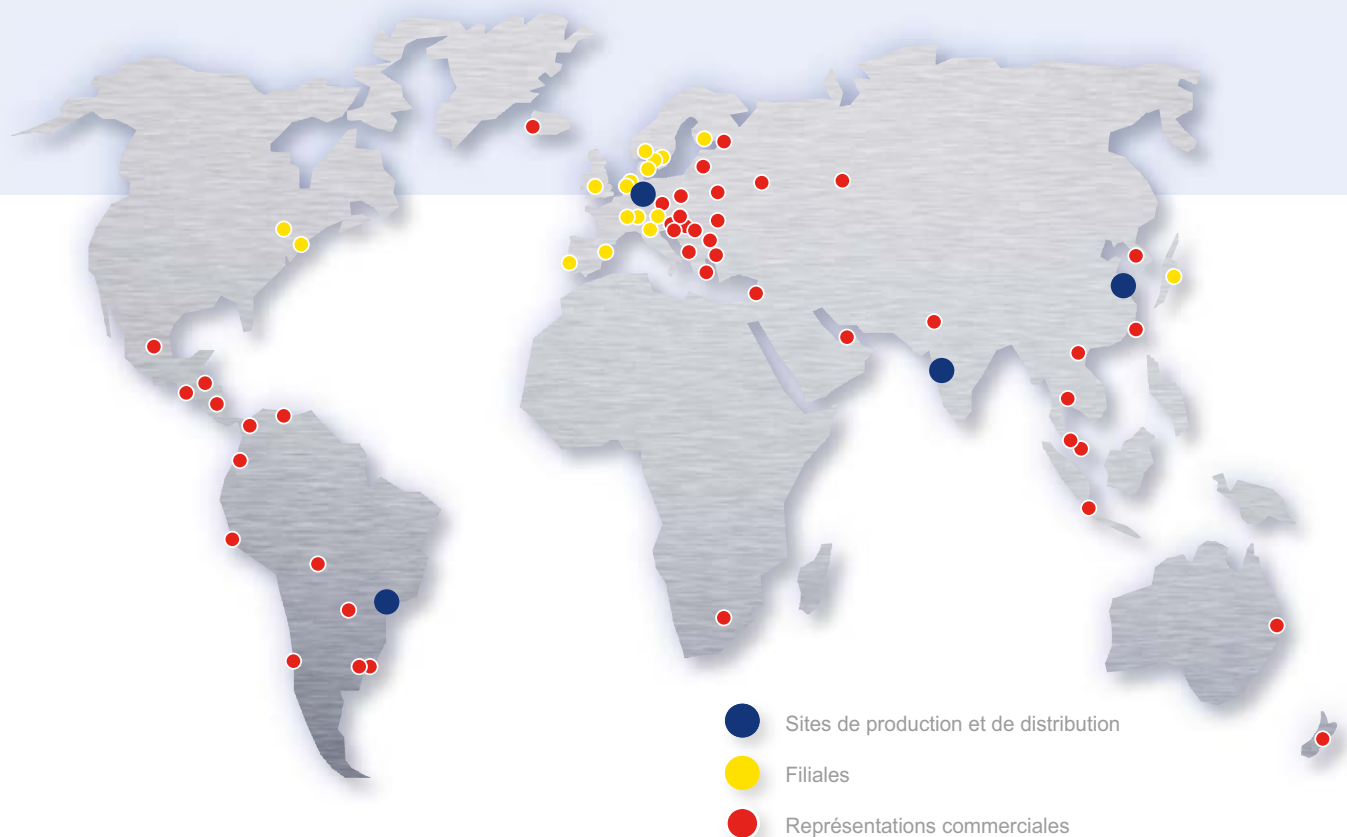 Sites de production et de distribution
Filiales
Représentations commerciales